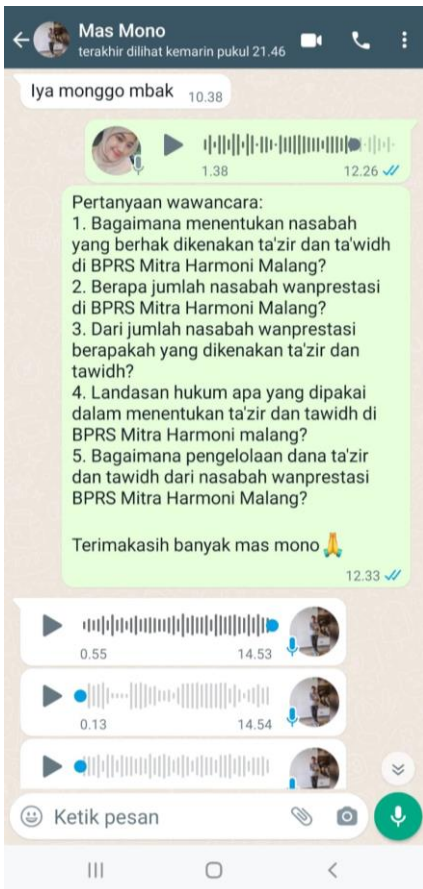 Mas Mono
terakhir dilihat kemarin pukul 21.46
Iya monggo mbak 10.38
1.38 12.26
Pertanyaan wawancara:
1. Bagaimana menentukan nasabah
yang berhak dikenakan ta'zir dan ta'widh
di BPRS Mitra Harmoni Malang?
2. Berapa jumlah nasabah wanprestasi
di BPRS Mitra Harmoni Malang?
3. Dari jumlah nasabah wanprestasi
berapakah yang dikenakan ta'zir dan
tawidh?
4. Landasan hukum apa yang dipakai
dalam menentukan ta'zir dan tawidh di
BPRS Mitra Harmoni malang?
5. Bagaimana pengelolaan dana ta'zir
dan tawidh dari nasabah wanprestasi
BPRS Mitra Harmoni Malang?
Terimakasih banyak mas mono🙏
12.33
0.55 14.53
0.13 14.54
Ketik pesan